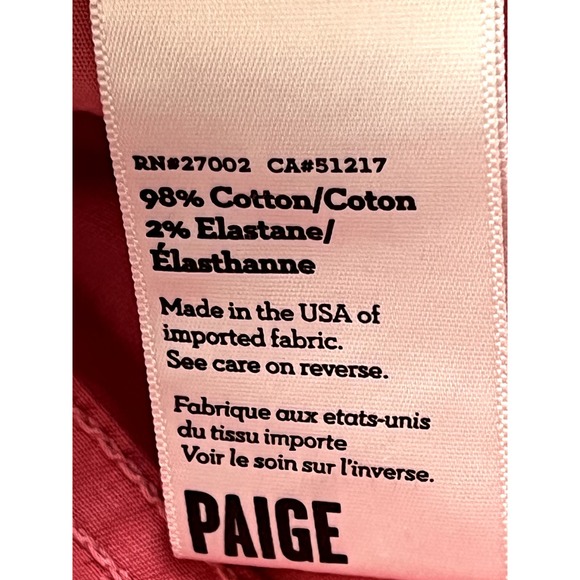 RN#27002 CA#51217
98% Cotton/Coton
2% Elastane/
Élasthanne
Made in the USA of
imported fabric.
See care on reverse.
Fabrique aux etats-unis
du tissu importe
Voir le soin sur l'inverse.
PAIGE